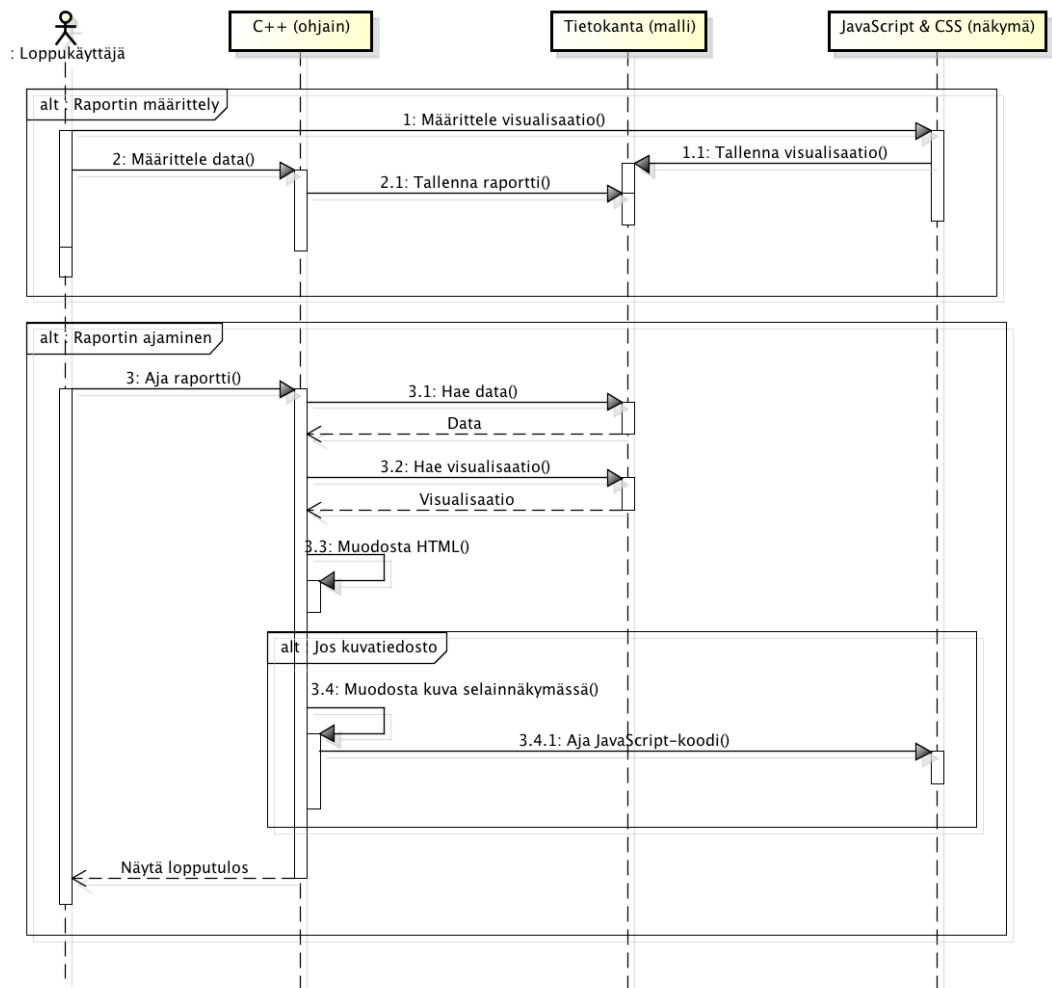 : Loppukäyttäjä
C++ (ohjain)
Tietokanta (malli)
JavaScript & CSS (näkymä)
alt : Raportin määrittely
1: Määrittele visualisaatio()
1.1: Tallenna visualisaatio()
2: Määrittele data()
2.1: Tallenna raportti()
alt : Raportin ajaminen
3: Aja raportti()
3.1: Hae data()
Data
3.2: Hae visualisaatio()
Visualisaatio
3.3: Muodosta HTML()
alt : Jos kuvatiedosto
3.4: Muodosta kuva selainnäkymässä()
3.4.1: Aja JavaScript-koodi()
Näytä lopputulos